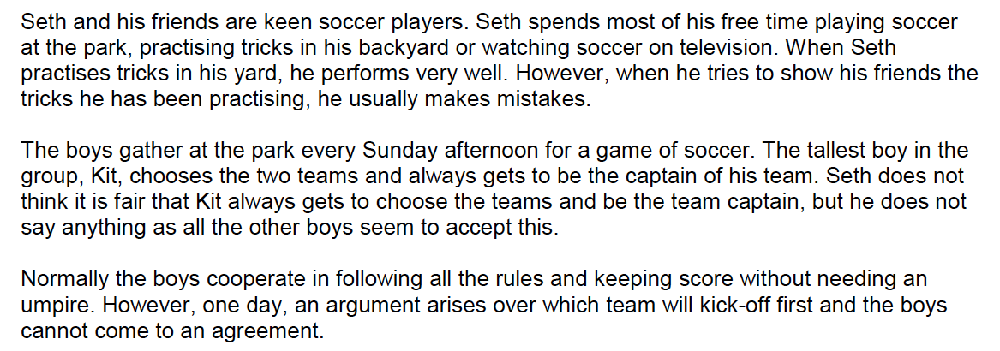 Seth and his friends are keen soccer players. Seth spends most of his free time playing soccer
at the park, practising tricks in his backyard or watching soccer on television. When Seth
practises tricks in his yard, he performs very well. However, when he tries to show his friends the
tricks he has been practising, he usually makes mistakes.
The boys gather at the park every Sunday afternoon for a game of soccer. The tallest boy in the
group, Kit, chooses the two teams and always gets to be the captain of his team. Seth does not
think it is fair that Kit always gets to choose the teams and be the team captain, but he does not
say anything as all the other boys seem to accept this.
Normally the boys cooperate in following all the rules and keeping score without needing an
umpire. However, one day, an argument arises over which team will kick-off first and the boys
cannot come to an agreement.